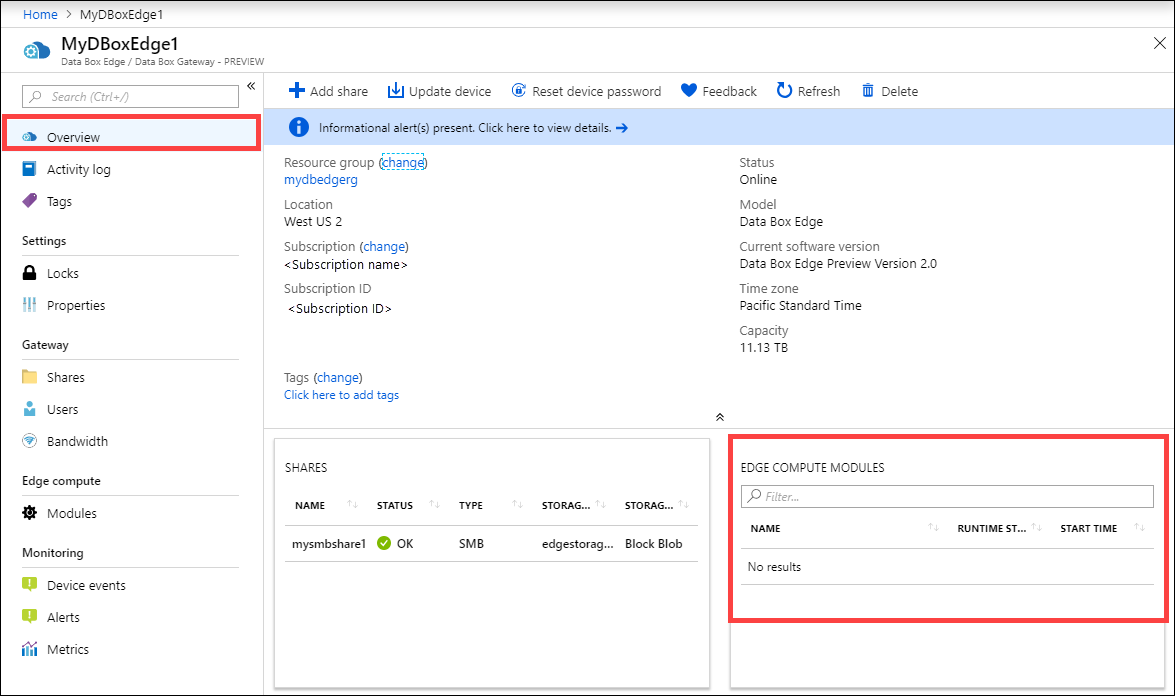 Home > MyDBoxEdge1
MyDBoxEdge1
Data Box Edge / Data Box Gateway - PREVIEW
Search (Ctrl+/)
Overview
Activity log
Tags
Settings
Locks
Properties
Gateway
Shares
Users
Bandwidth
Edge compute
Modules
Monitoring
Device events
Alerts
Metrics
Add share Update device Reset device password Feedback Refresh Delete
Informational alert(s) present. Click here to view details. →
Resource group (change)
mydbedgerg
Location
West US 2
Subscription (change)
<Subscription name>
Subscription ID
<Subscription ID>
Status
Online
Model
Data Box Edge
Current software version
Data Box Edge Preview Version 2.0
Time zone
Pacific Standard Time
Capacity
11.13 TB
Tags (change)
Click here to add tags
SHARES
NAME STATUS TYPE STORAG... STORAG...
mysmbshare1 OK SMB edgestorag... Block Blob
EDGE COMPUTE MODULES
Filter...
NAME RUNTIME ST... START TIME
No results